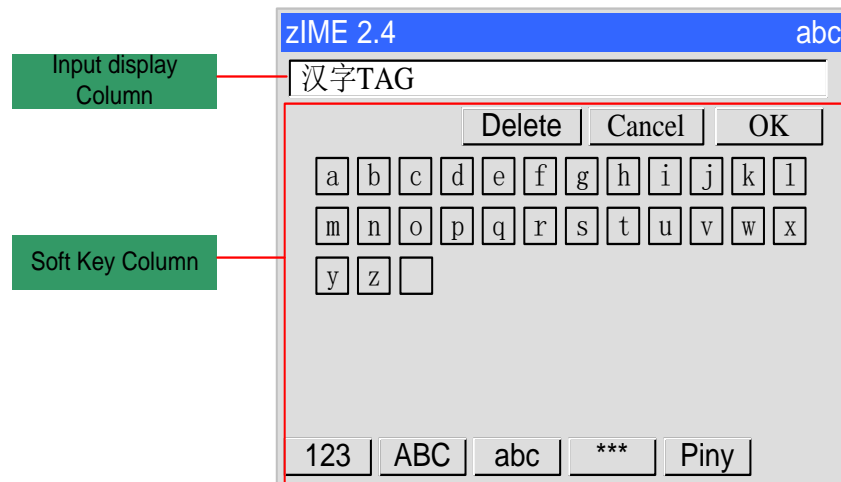 zIME 2.4 abc
Input display
Column
汉字TAG
Delete Cancel OK
a b c d e f g h i j k l
m n o p q r s t u v w x
Soft Key Column
y z
123 ABC abc *** Piny